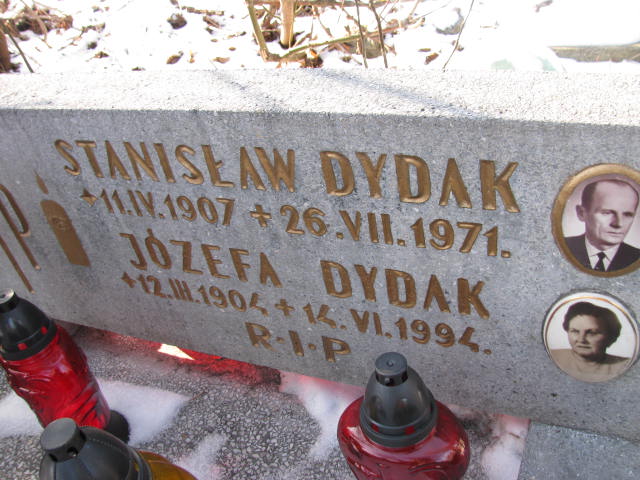 STANISŁAW DYDAK
+11.IV.1907 + 26.VII.1971.
JÓZEFA DYDAK
+12.III.1904 + 14.VI.1994.
R·I·P